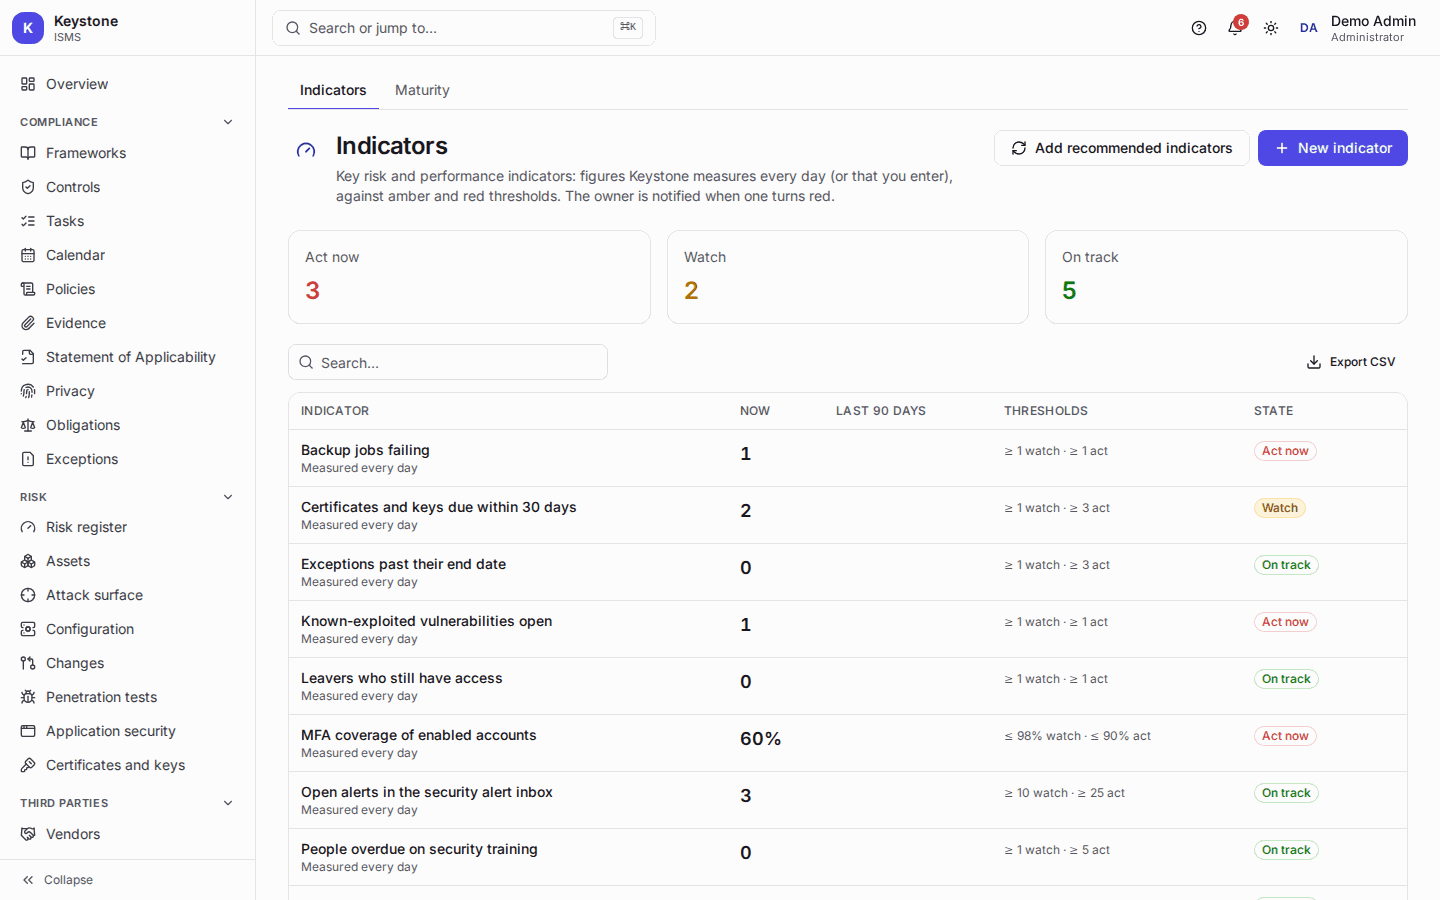 K
Keystone
ISMS
Search or jump to...
⌘K
6
DA
Demo Admin
Administrator
Overview
COMPLIANCE
Frameworks
Controls
Tasks
Calendar
Policies
Evidence
Statement of Applicability
Privacy
Obligations
Exceptions
RISK
Risk register
Assets
Attack surface
Configuration
Changes
Penetration tests
Application security
Certificates and keys
THIRD PARTIES
Vendors
Collapse
Indicators
Maturity
Indicators
Key risk and performance indicators: figures Keystone measures every day (or that you enter),
against amber and red thresholds. The owner is notified when one turns red.
Add recommended indicators
New indicator
Act now
3
Watch
2
On track
5
Search...
Export CSV
INDICATOR NOW LAST 90 DAYS THRESHOLDS STATE
Backup jobs failing 1 ≥ 1 watch · ≥ 1 act Act now
Measured every day
Certificates and keys due within 30 days 2 ≥ 1 watch · ≥ 3 act Watch
Measured every day
Exceptions past their end date 0 ≥ 1 watch · ≥ 3 act On track
Measured every day
Known-exploited vulnerabilities open 1 ≥ 1 watch · ≥ 1 act Act now
Measured every day
Leavers who still have access 0 ≥ 1 watch · ≥ 1 act On track
Measured every day
MFA coverage of enabled accounts 60% ≤ 98% watch · ≤ 90% act Act now
Measured every day
Open alerts in the security alert inbox 3 ≥ 10 watch · ≥ 25 act On track
Measured every day
People overdue on security training 0 ≥ 1 watch · ≥ 5 act On track
Measured every day